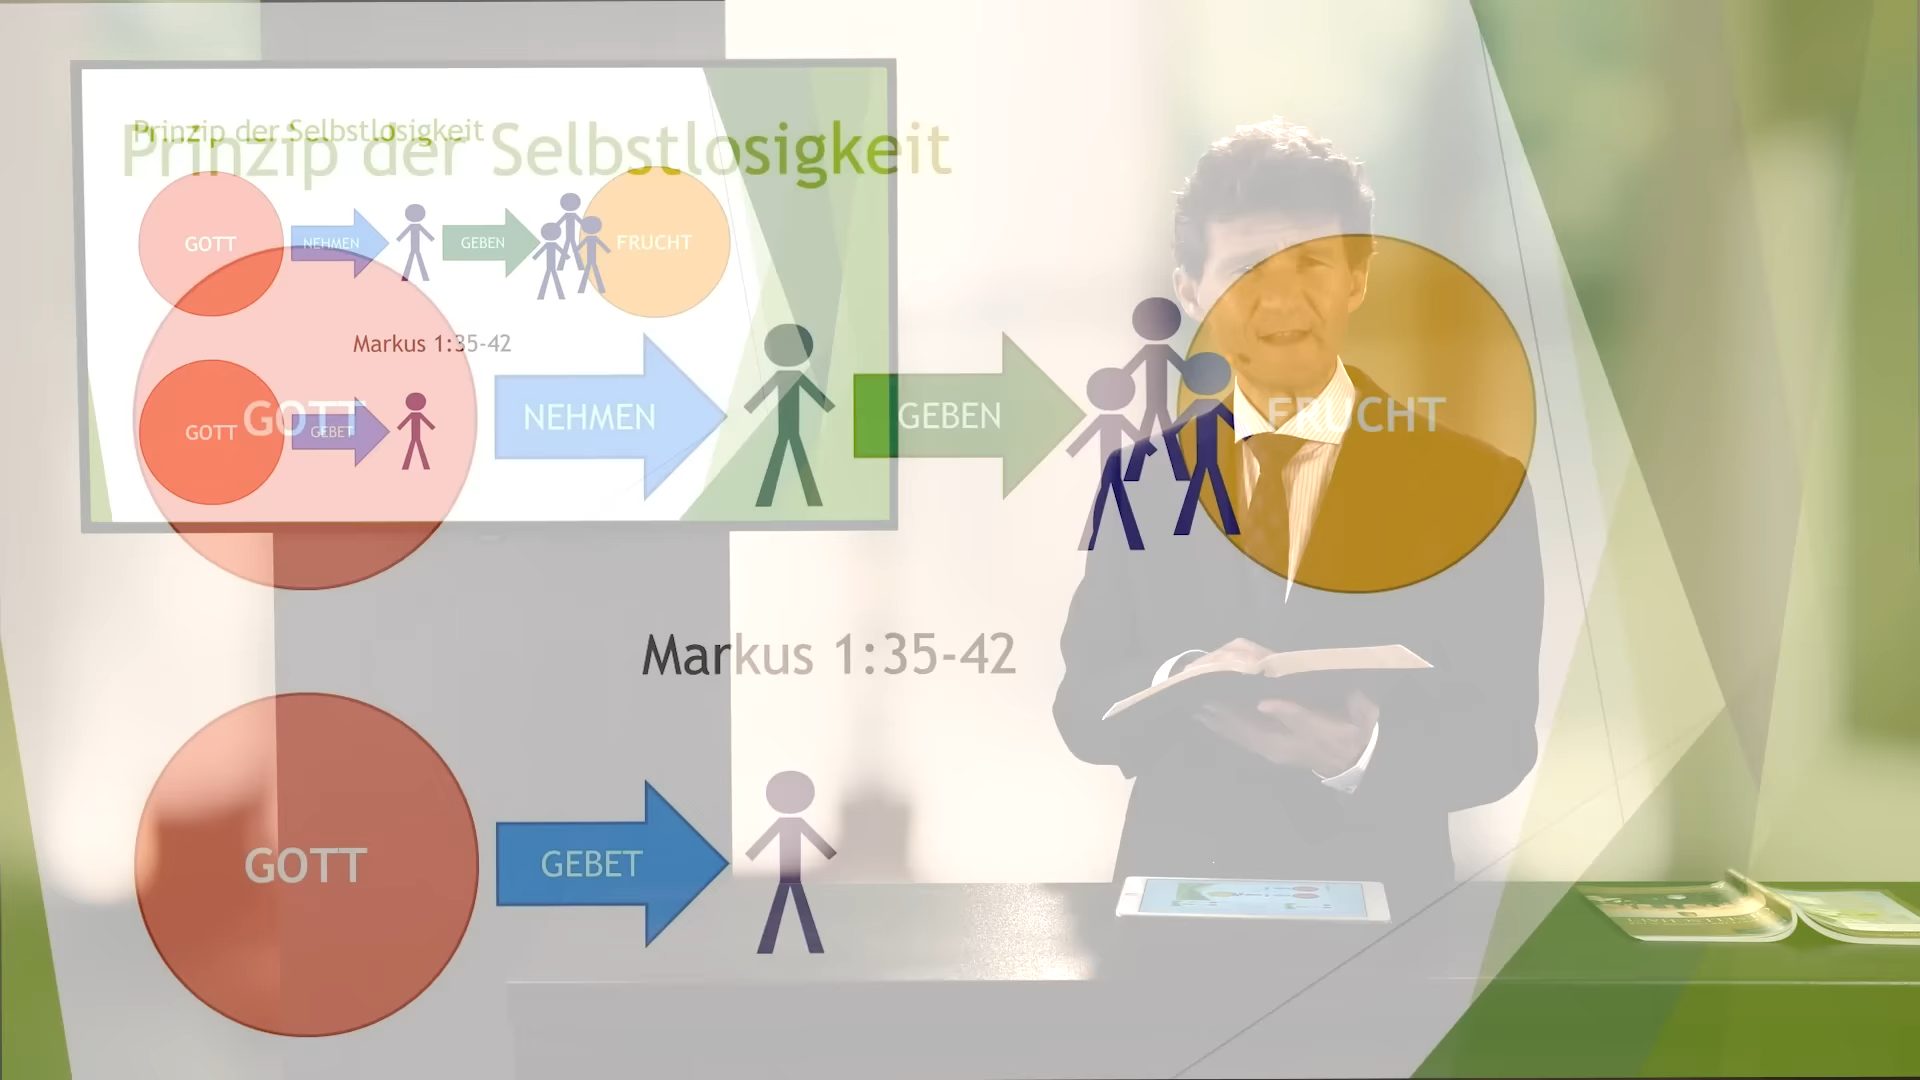 Prinzip der Selbstlosigkeit
GOTT NEHMEN GEBEN FRUCHT
Markus 1:35-42
GOTT GEBET
Prinzip der Selbstlosigkeit
GOTT NEHMEN GEBEN FRUCHT
Markus 1:35-42
GOTT GEBET